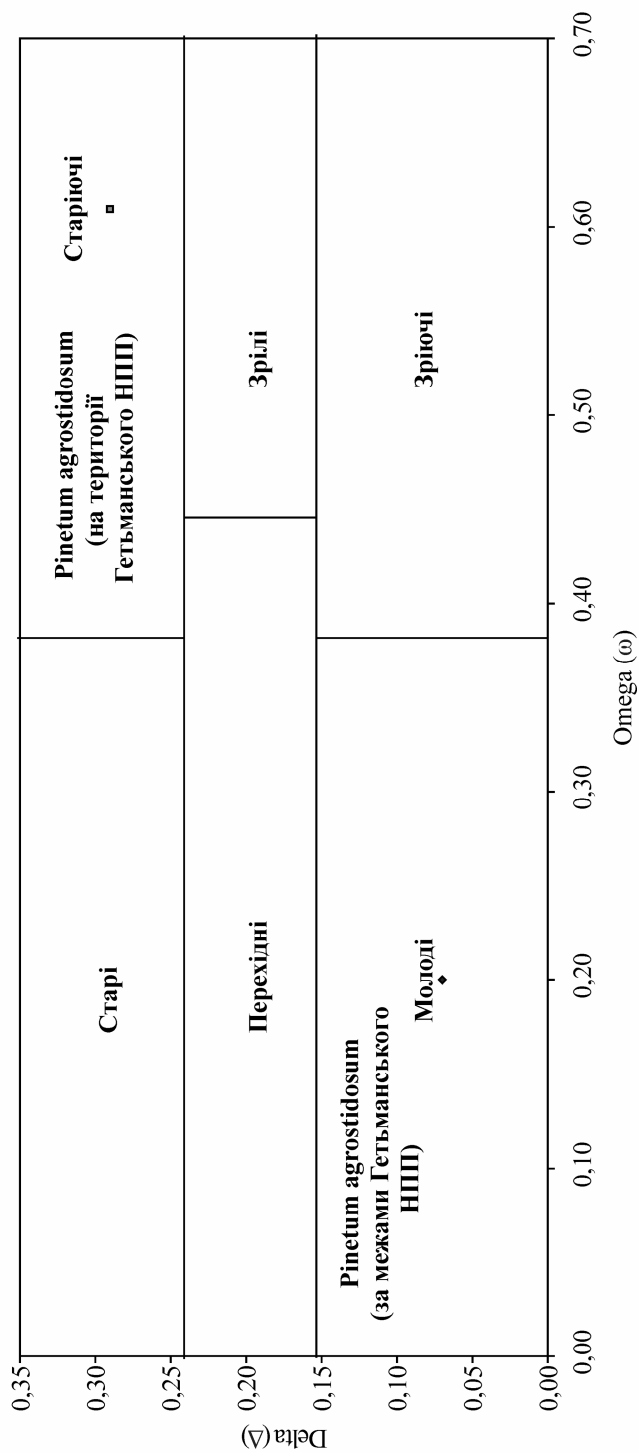 0,35
0,30
0,25
0,20
0,15
0,10
0,05
0,00
Delta (Δ)
Старі
Pinetum agrostidosum
(на території
Гетьманського НПП)
Старіючі
Перехідні
Зрілі
Pinetum agrostidosum
(за межами Гетьманського
НПП)
Молоді
Зріючі
0,00
0,10
0,20
0,30
0,40
0,50
0,60
0,70
Omega (ω)